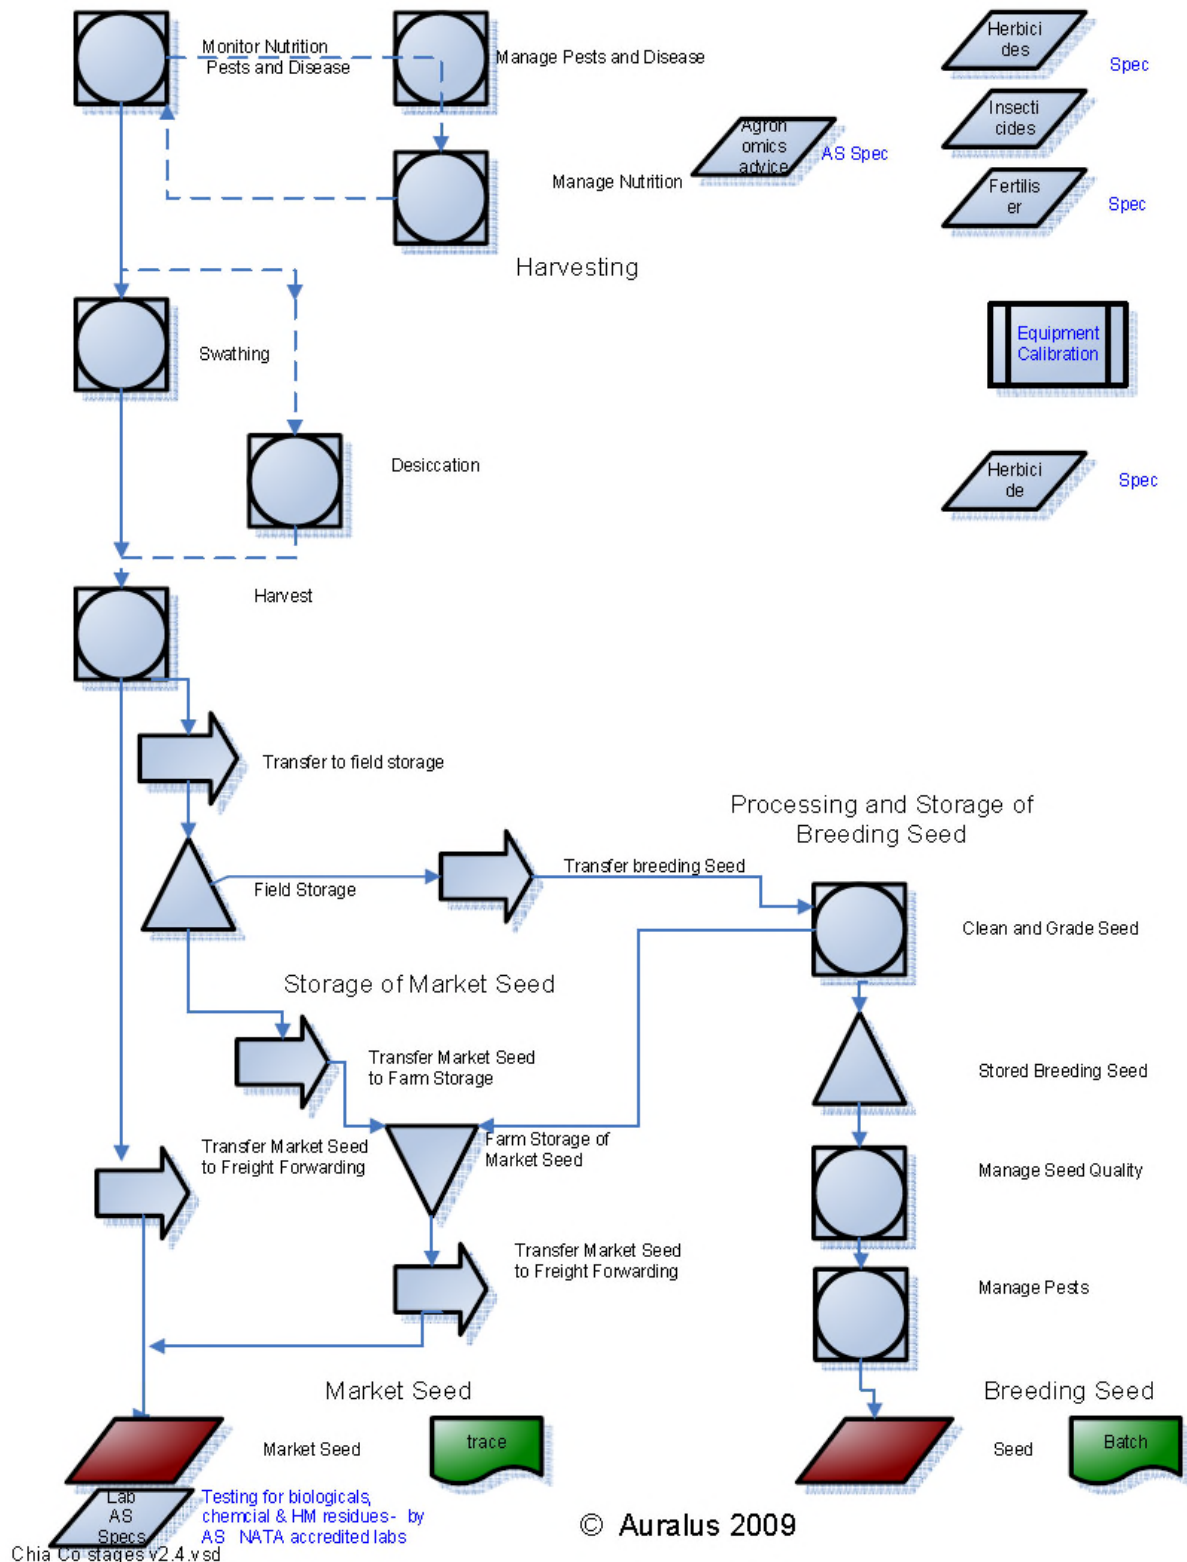 Monitor Nutrition
Pests and Disease
Manage Pests and Disease
Herbici
des
Spec
Insecti
cides
Agron
omics
advice
AS Spec
Manage Nutrition
Fertilis
er
Spec
Harvesting
Equipment
Calibration
Swathing
Desiccation
Herbici
de
Spec
Harvest
Transfer to field storage
Processing and Storage of
Breeding Seed
Transfer breeding Seed
Field Storage
Clean and Grade Seed
Storage of Market Seed
Transfer Market Seed
to Farm Storage
Stored Breeding Seed
Transfer Market Seed
to Freight Forwarding
Farm Storage of
Market Seed
Manage Seed Quality
Transfer Market Seed
to Freight Forwarding
Manage Pests
Market Seed
Breeding Seed
Market Seed
trace
Seed
Batch
Lab
AS
Specs
Testing for biologicals,
chemcial & HM residues- by
AS NATA accredited labs
© Auralus 2009
Chia Co stages v2.4.vsd